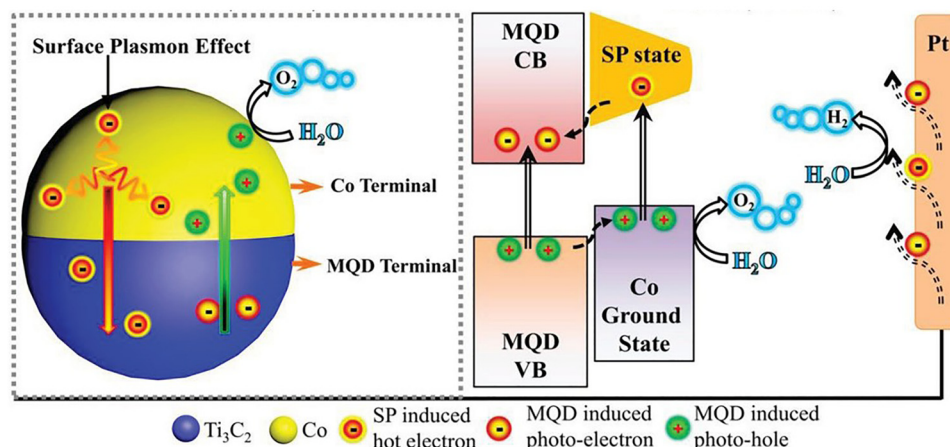 Surface Plasmon Effect
O₂
H₂O
Co Terminal
MQD Terminal
MQD
CB
SP state
MQD
VB
Co
Ground
State
O₂
H₂O
H₂
H₂O
Pt
Ti₃C₂
Co
SP induced
hot electron
MQD induced
photo-electron
MQD induced
photo-hole